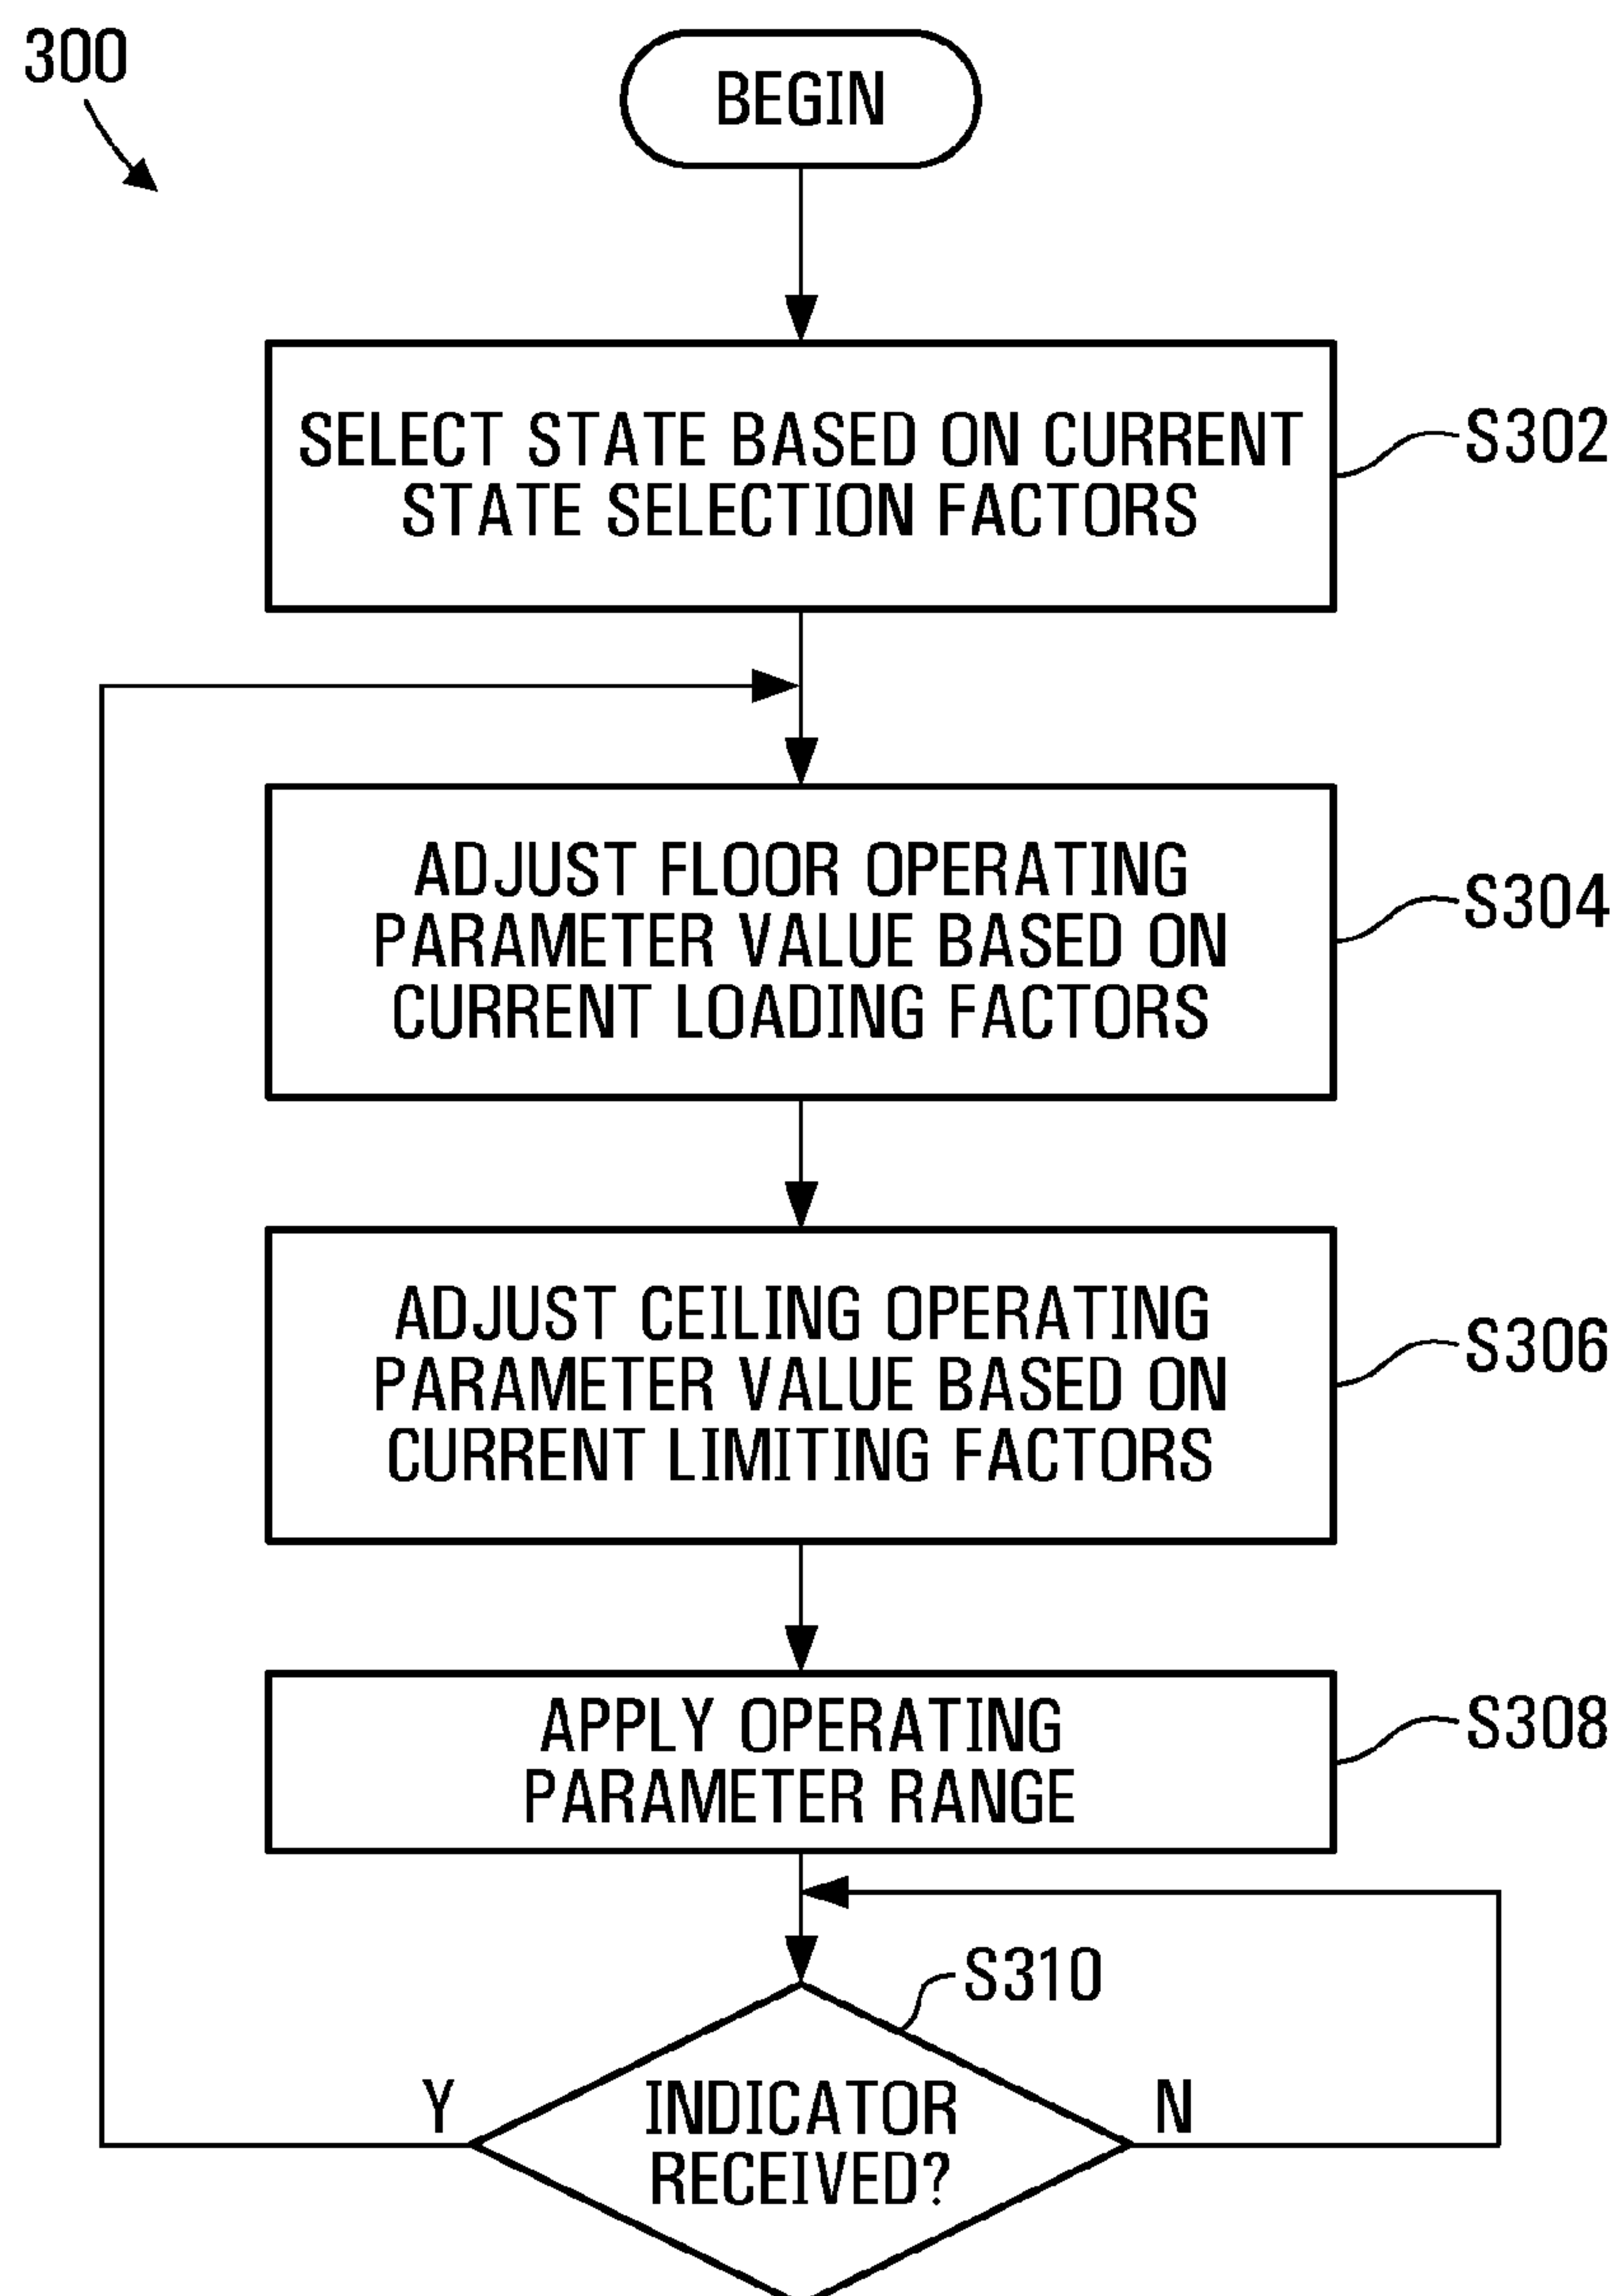 300
BEGIN
SELECT STATE BASED ON CURRENT
STATE SELECTION FACTORS
S302
ADJUST FLOOR OPERATING
PARAMETER VALUE BASED ON
CURRENT LOADING FACTORS
S304
ADJUST CEILING OPERATING
PARAMETER VALUE BASED ON
CURRENT LIMITING FACTORS
S306
APPLY OPERATING
PARAMETER RANGE
S308
S310
Y
INDICATOR
RECEIVED?
N